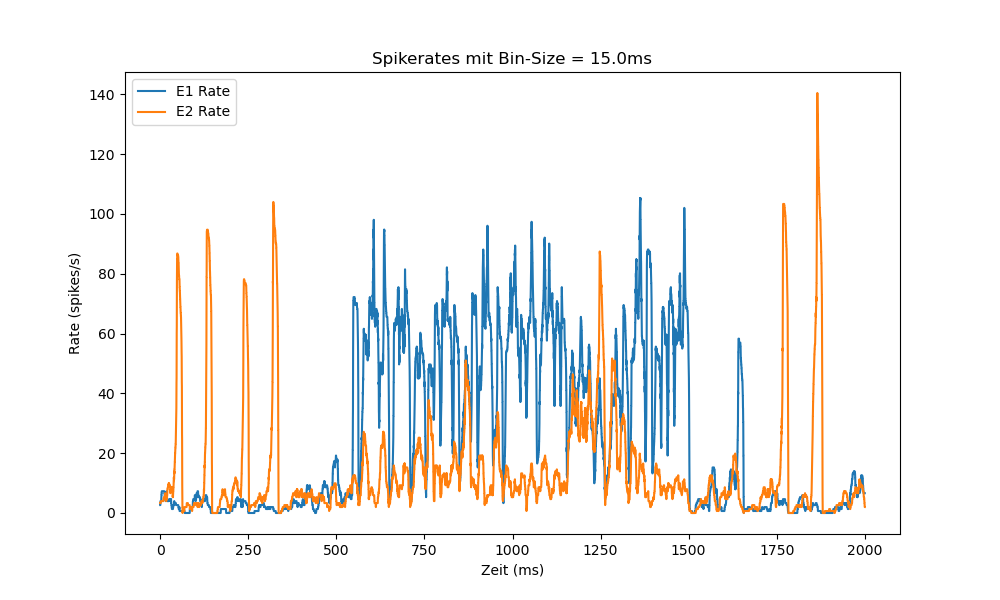 Spikerates mit Bin-Size = 15.0ms
E1 Rate
E2 Rate
Rate (spikes/s)
140
120
100
80
60
40
20
0
0 250 500 750 1000 1250 1500 1750 2000
Zeit (ms)